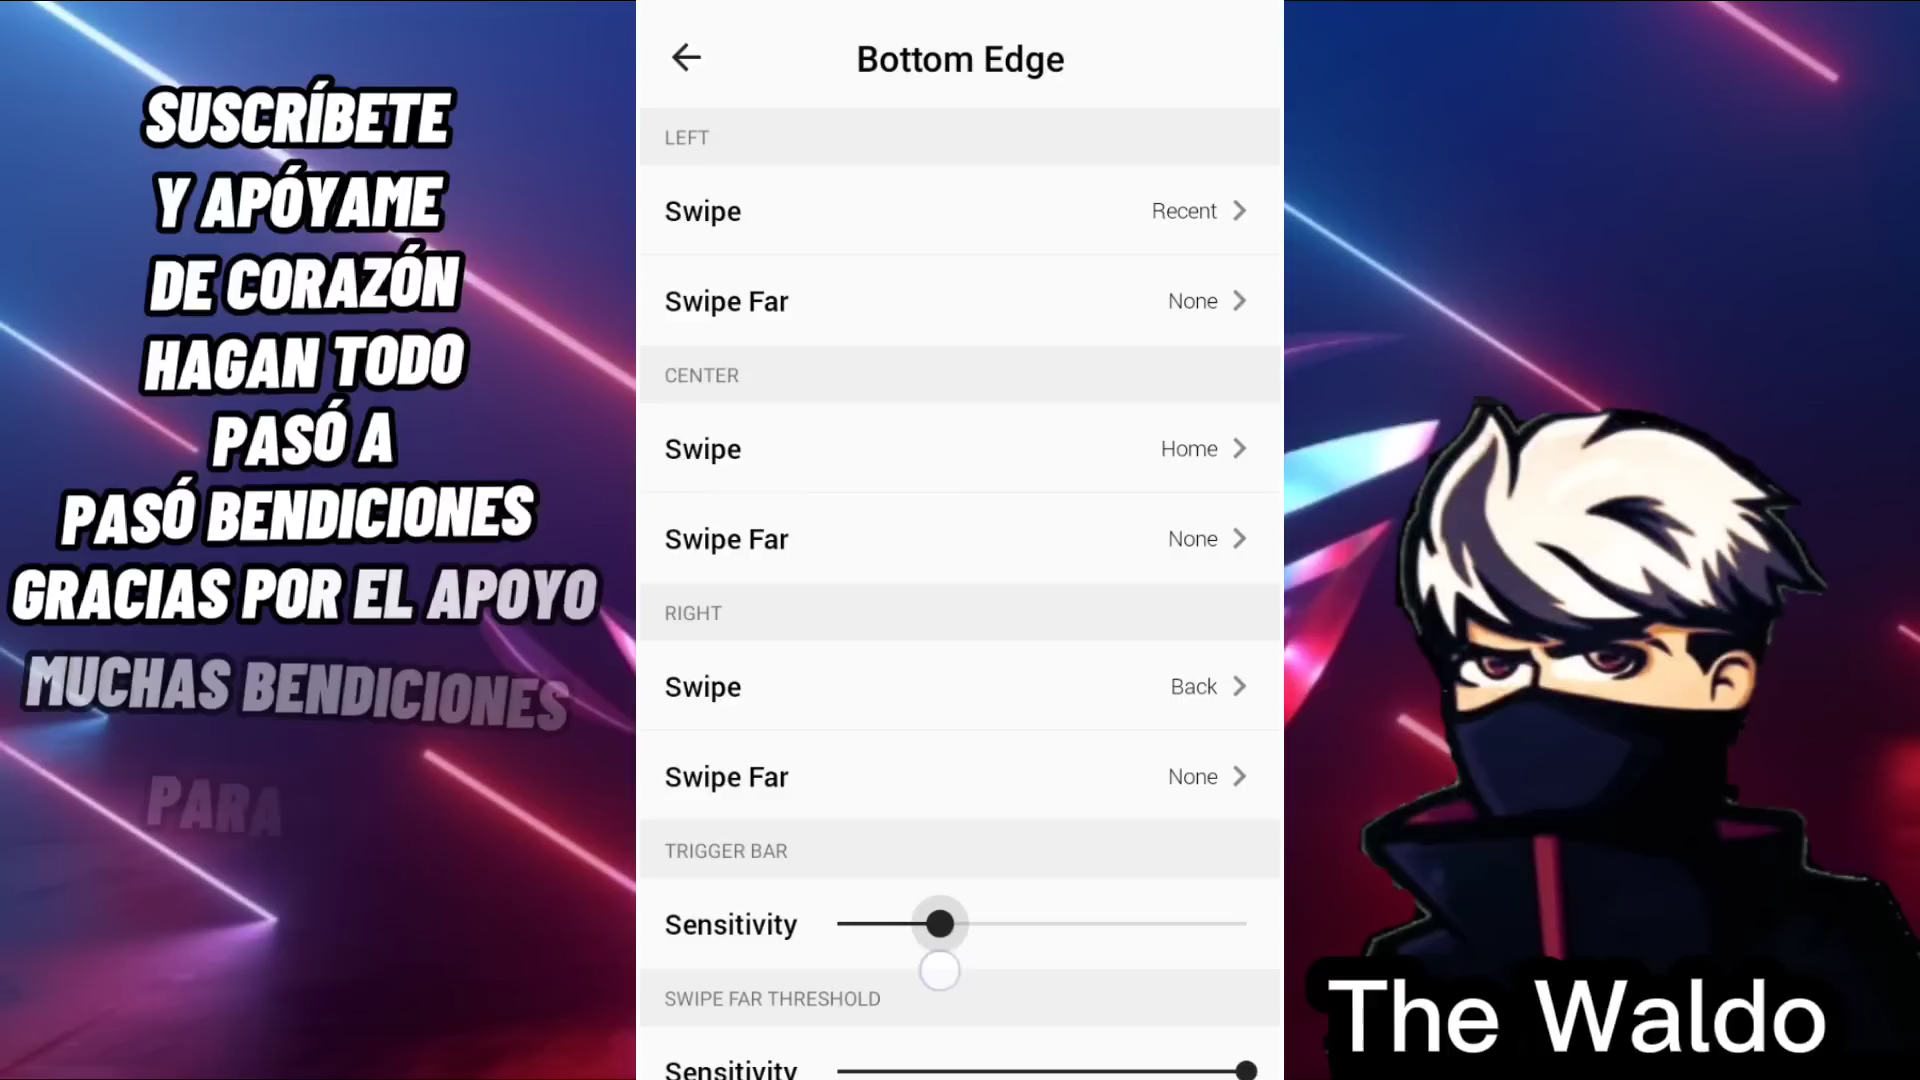 SUSCRÍBETE
Y APÓYAME
DE CORAZÓN
HAGAN TODO
PASÓ A
PASÓ BENDICIONES
GRACIAS POR EL APOYO
MUCHAS BENDICIONES
PARA
Bottom Edge
LEFT
Swipe Recent
Swipe Far None
CENTER
Swipe Home
Swipe Far None
RIGHT
Swipe Back
Swipe Far None
TRIGGER BAR
Sensitivity
SWIPE FAR THRESHOLD
Sensitivity
The Waldo